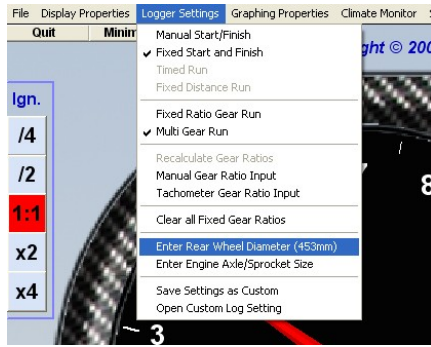 File Display Properties Logger Settings Graphing Properties Climate Monitor
Quit
Manual Start/Finish
Fixed Start and Finish
Timed Run
Fixed Distance Run
Fixed Ratio Gear Run
Multi Gear Run
Recalculate Gear Ratios
Manual Gear Ratio Input
Tachometer Gear Ratio Input
Clear all Fixed Gear Ratios
Enter Rear Wheel Diameter (453mm)
Enter Engine Axle/Sprocket Size
Save Settings as Custom
Open Custom Log Setting
©
Ign.
/4
/2
1:1
x2
x4
8
3